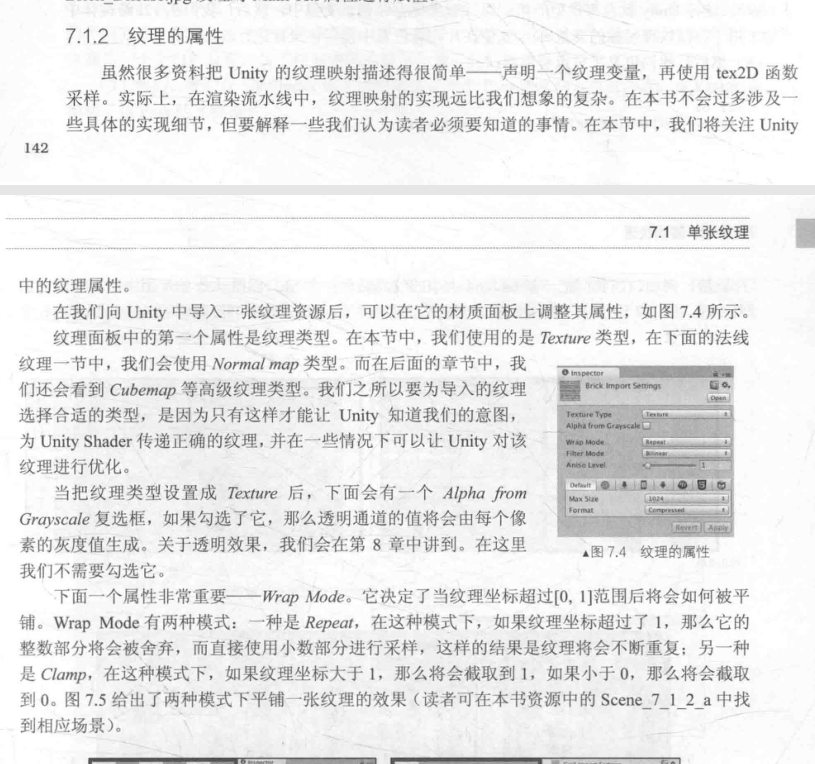 7.1.2 纹理的属性
虽然很多资料把 Unity 的纹理映射描述得很简单——声明一个纹理变量，再使用 tex2D 函数
采样。实际上，在渲染流水线中，纹理映射的实现远比我们想象的复杂。在本书不会过多涉及一
些具体的实现细节，但要解释一些我们认为读者必须要知道的事情。在本节中，我们将关注 Unity
142
7.1 单张纹理
中的纹理属性。
在我们向 Unity 中导入一张纹理资源后，可以在它的材质面板上调整其属性，如图 7.4 所示。
纹理面板中的第一个属性是纹理类型。在本节中，我们使用的是 Texture 类型，在下面的法线
纹理一节中，我们会使用 Normal map 类型。而在后面的章节中，我
们还会看到 Cubemap 等高级纹理类型。我们之所以要为导入的纹理
选择合适的类型，是因为只有这样才能让 Unity 知道我们的意图，
为 Unity Shader 传递正确的纹理，并在一些情况下可以让 Unity 对该
纹理进行优化。
当把纹理类型设置成 Texture 后，下面会有一个 Alpha from
Grayscale 复选框，如果勾选了它，那么透明通道的值将会由每个像
素的灰度值生成。关于透明效果，我们会在第 8 章中讲到。在这里
我们不需要勾选它。
Inspector
Brick Import Settings
Open
Texture Type Texture
Alpha from Grayscale
Wrap Mode Repeat
Filter Mode Bilinear
Aniso Level 1
Default
Max Size 1024
Format Compressed
Revert Apply
▲图 7.4 纹理的属性
下面一个属性非常重要——Wrap Mode。它决定了当纹理坐标超过[0, 1]范围后将会如何被平
铺。Wrap Mode 有两种模式：一种是 Repeat，在这种模式下，如果纹理坐标超过了 1，那么它的
整数部分将会被舍弃，而直接使用小数部分进行采样，这样的结果是纹理将会不断重复；另一种
是 Clamp，在这种模式下，如果纹理坐标大于 1，那么将会截取到 1，如果小于 0，那么将会截取
到 0。图 7.5 给出了两种模式下平铺一张纹理的效果（读者可在本书资源中的 Scene_7_1_2_a 中找
到相应场景）。
Inspector